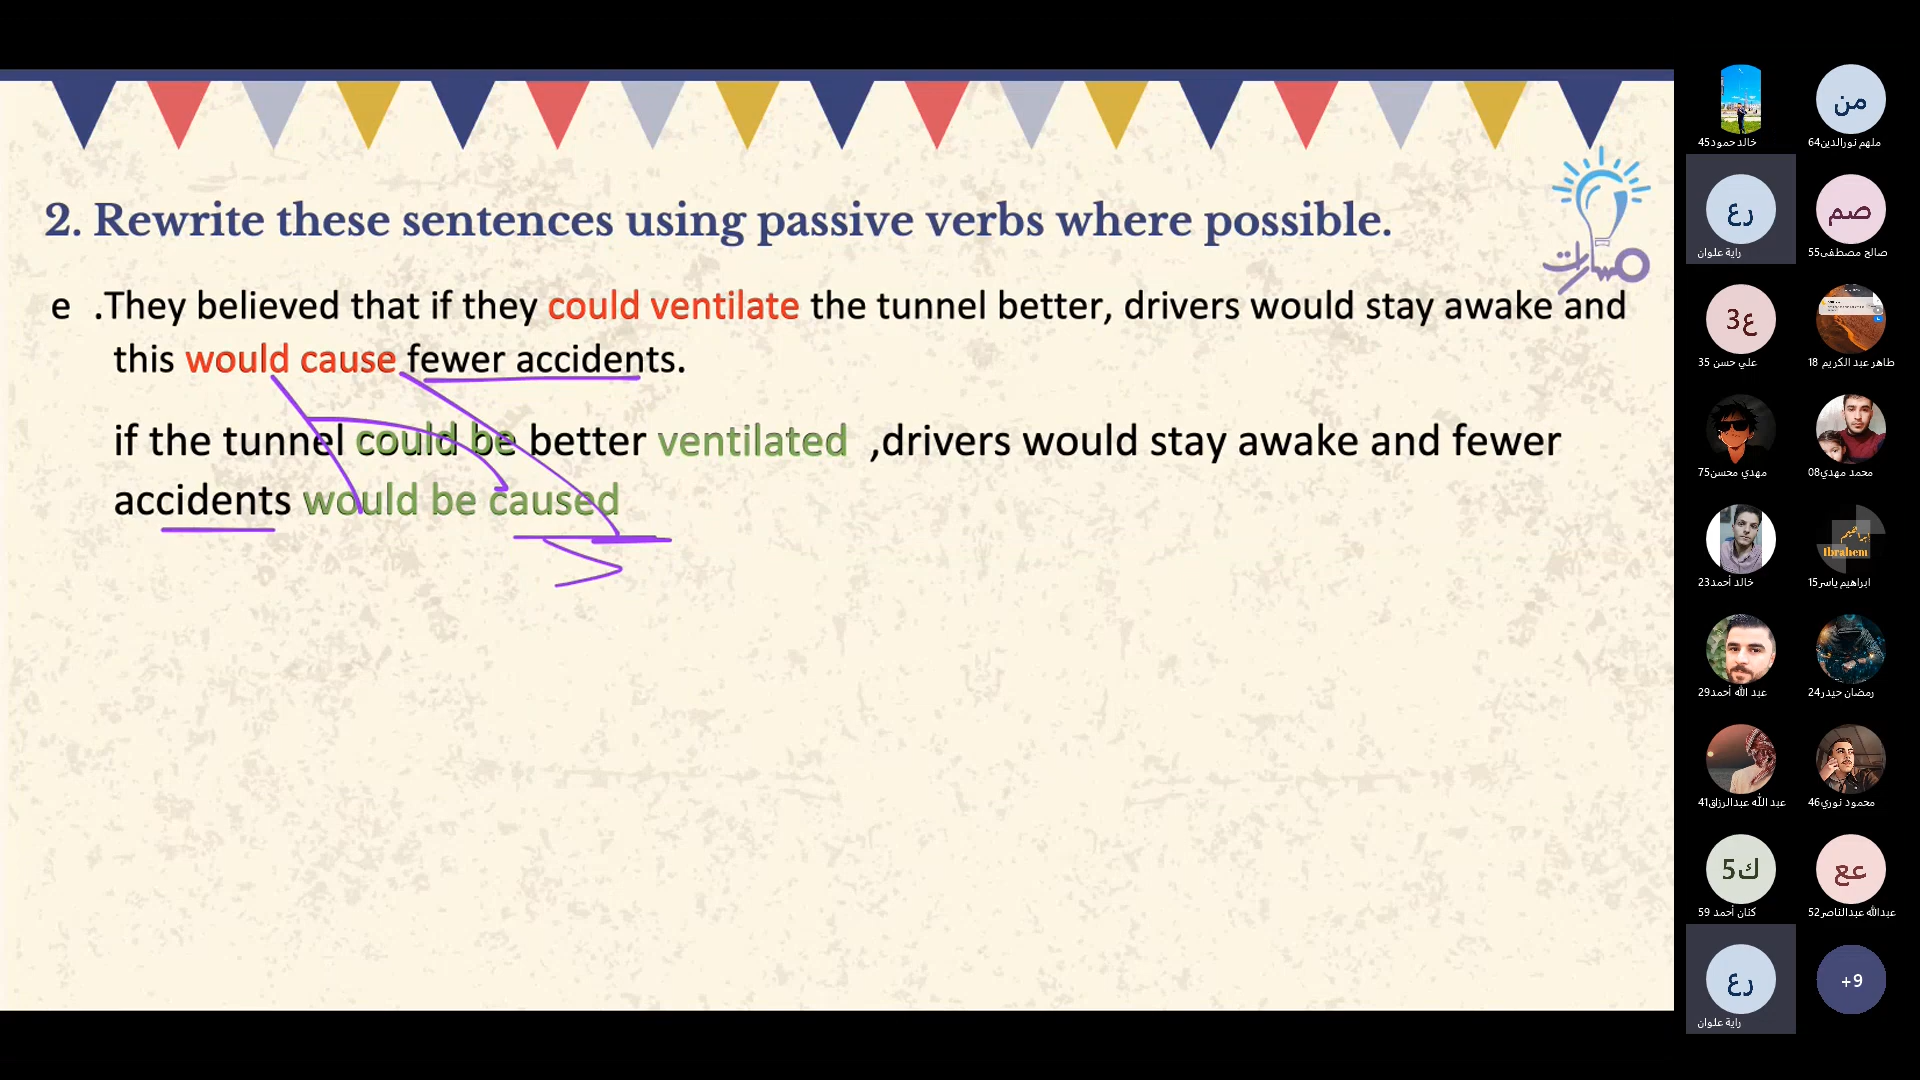 2. Rewrite these sentences using passive verbs where possible.
مسارات
e .They believed that if they could ventilate the tunnel better, drivers would stay awake and
this would cause fewer accidents.
if the tunnel could be better ventilated ,drivers would stay awake and fewer
accidents would be caused
من
خالد حمود45
ملهم نورالدين64
رع
صم
راية علوان
صالح مصطفى55
ع3
علي حسن 35
طاهر عبد الكريم 18
مهدي محسن75
محمد مهدي08
ابراهيم
Ibrahem
خالد أحمد23
ابراهيم ياسر15
عبد الله أحمد29
رمضان حيدر24
عبد الله عبدالرزاق41
محمود نوري46
ك5
عع
كنان أحمد 59
عبدالله عبدالناصر52
رع
+9
راية علوان